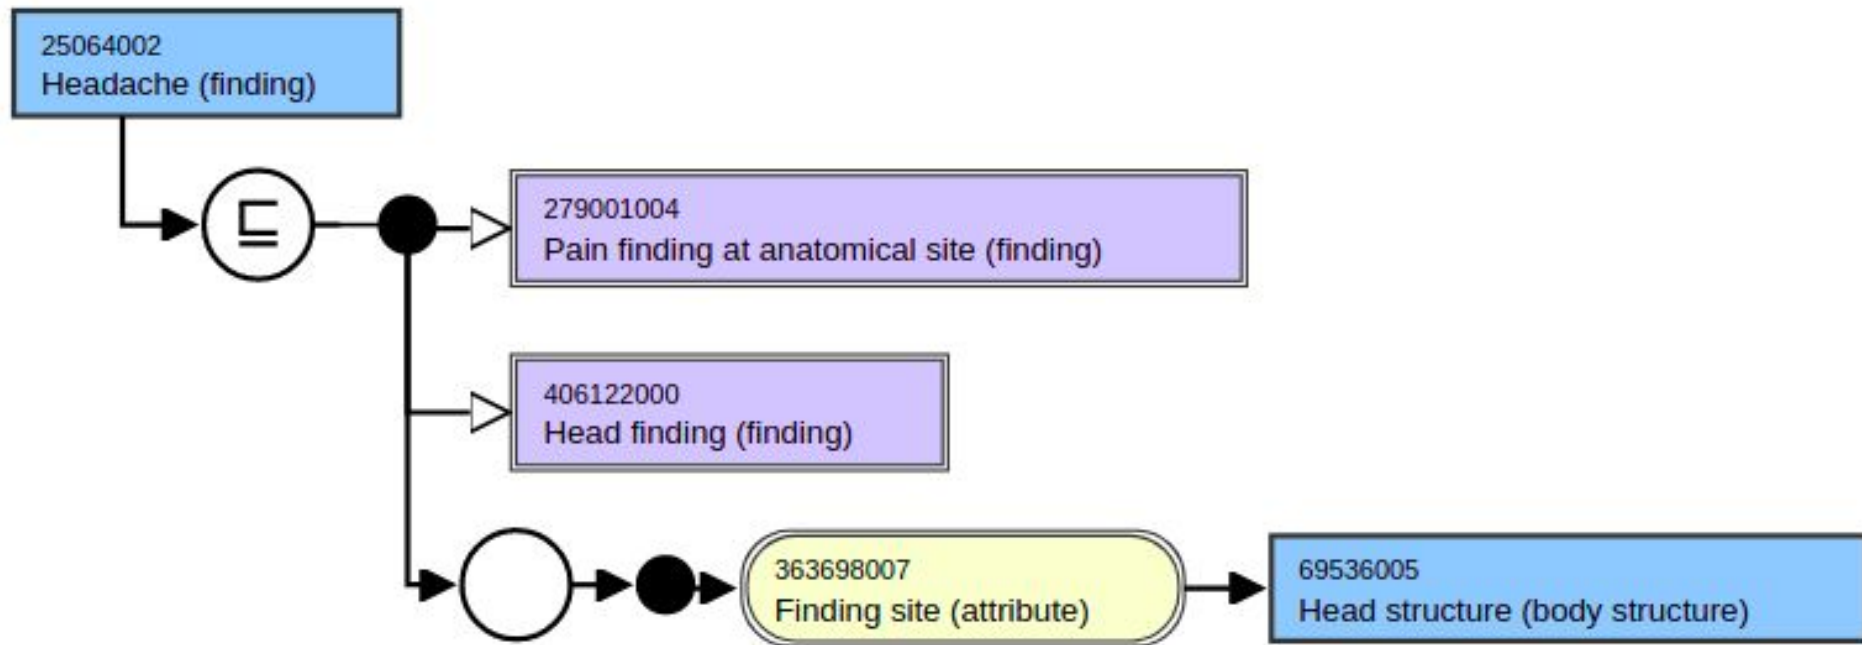 25064002
Headache (finding)
⊑
279001004
Pain finding at anatomical site (finding)
406122000
Head finding (finding)
363698007
Finding site (attribute)
69536005
Head structure (body structure)